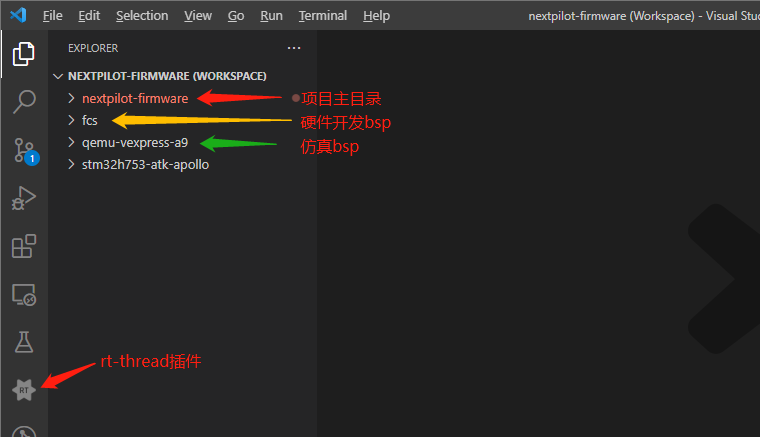 File Edit Selection View Go Run Terminal Help
nextpilot-firmware (Workspace) - Visual Stu
EXPLORER
NEXTPILOT-FIRMWARE (WORKSPACE)
nextpilot-firmware
项目主目录
fcs
硬件开发bsp
qemu-vexpress-a9
仿真bsp
stm32h753-atk-apollo
1
rt-thread插件
RT